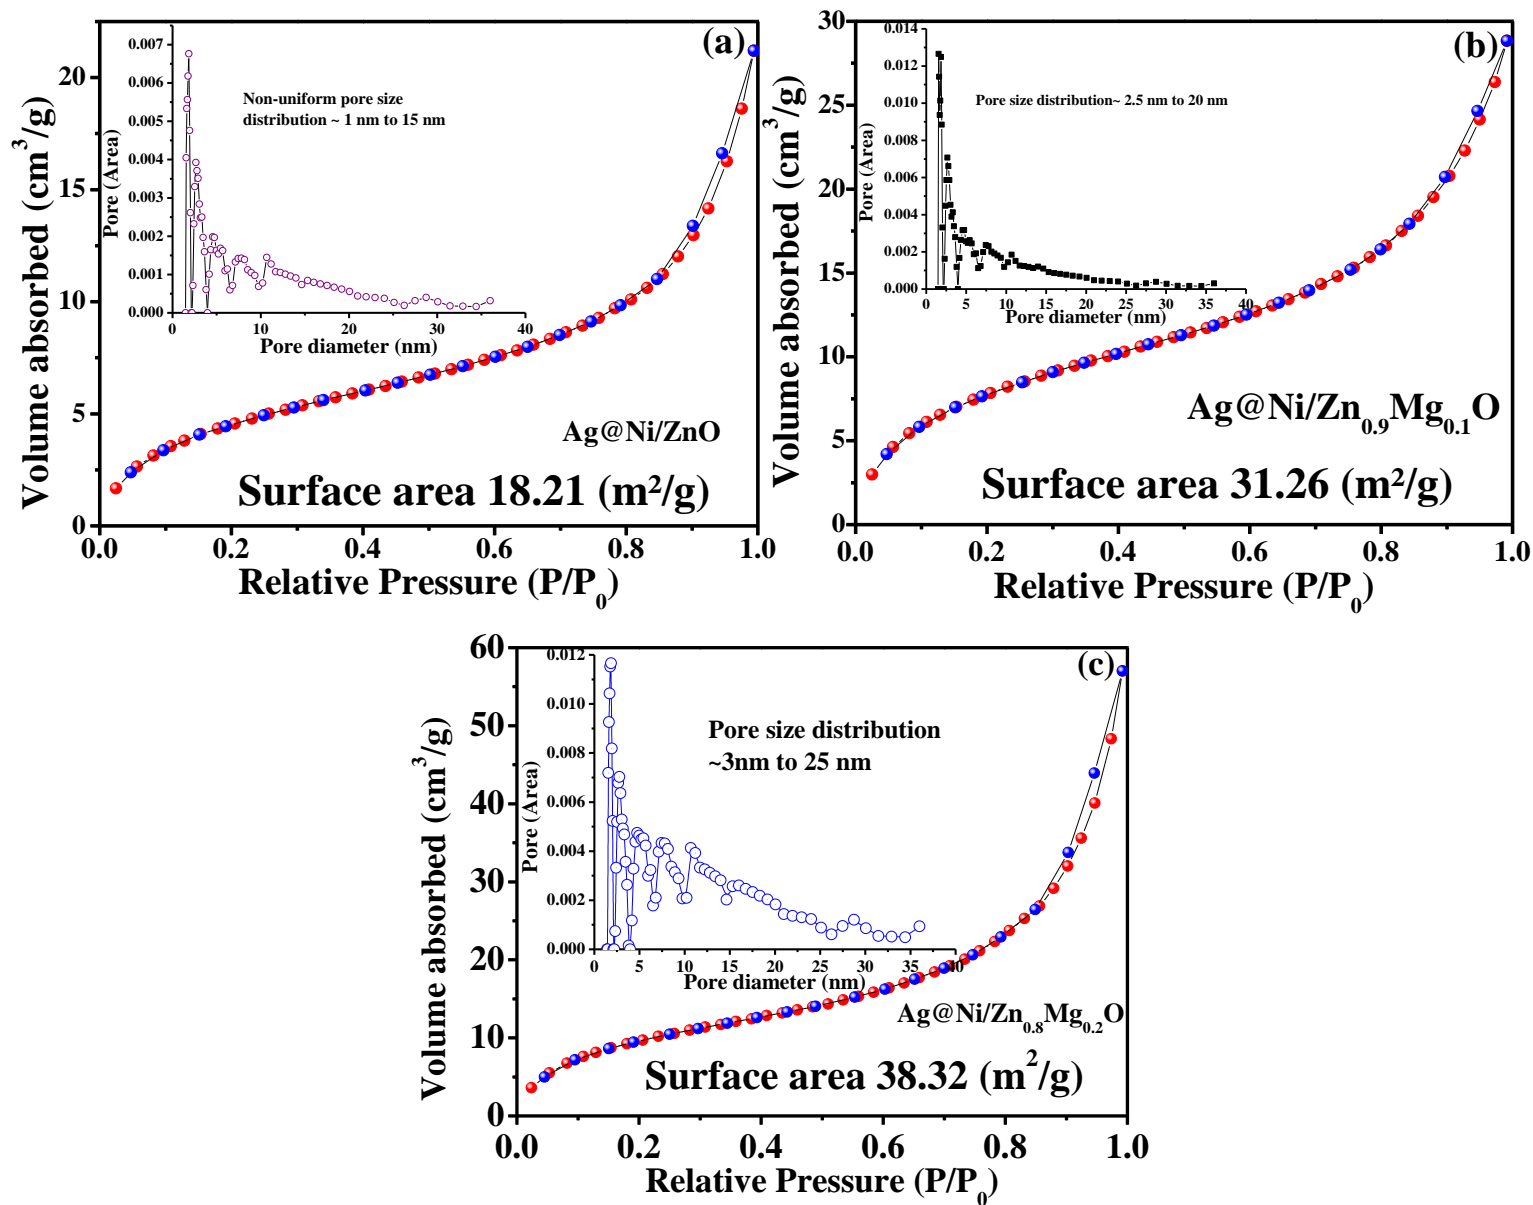 (a)
Volume absorbed (cm³/g)
20
15
10
5
0
0.0 0.2 0.4 0.6 0.8 1.0
Relative Pressure (P/P₀)
Pore (Area)
0.007
0.006
0.005
0.004
0.003
0.002
0.001
0.000
0 10 20 30 40
Pore diameter (nm)
Non-uniform pore size
distribution ~ 1 nm to 15 nm
Ag@Ni/ZnO
Surface area 18.21 (m²/g)
(b)
Volume absorbed (cm³/g)
30
25
20
15
10
5
0
0.0 0.2 0.4 0.6 0.8 1.0
Relative Pressure (P/P₀)
Pore (Area)
0.014
0.012
0.010
0.008
0.006
0.004
0.002
0.000
0 5 10 15 20 25 30 35 40
Pore diameter (nm)
Pore size distribution~ 2.5 nm to 20 nm
Ag@Ni/Zn₀.₉Mg₀.₁O
Surface area 31.26 (m²/g)
(c)
Volume absorbed (cm³/g)
60
50
40
30
20
10
0
0.0 0.2 0.4 0.6 0.8 1.0
Relative Pressure (P/P₀)
Pore (Area)
0.012
0.010
0.008
0.006
0.004
0.002
0.000
0 5 10 15 20 25 30 35 40
Pore diameter (nm)
Pore size distribution
~3nm to 25 nm
Ag@Ni/Zn₀.₈Mg₀.₂O
Surface area 38.32 (m²/g)